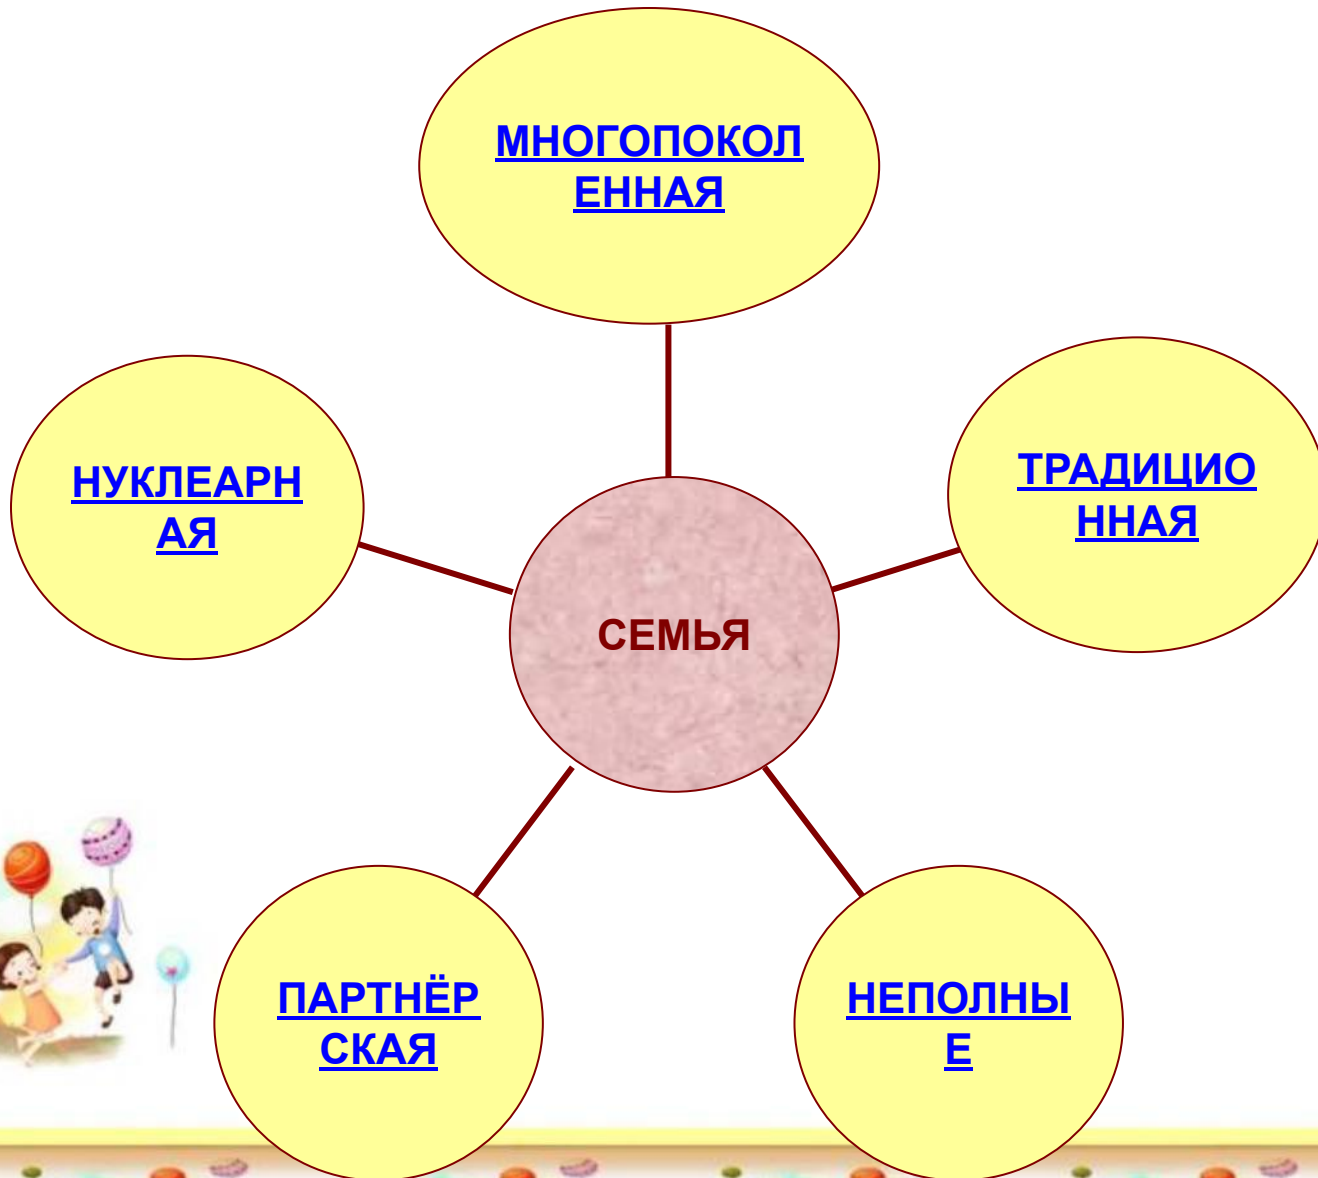 МНОГОПОКОЛ
ЕННАЯ
НУКЛЕАРН
АЯ
ТРАДИЦИО
ННАЯ
СЕМЬЯ
ПАРТНЁР
СКАЯ
НЕПОЛНЫ
Е